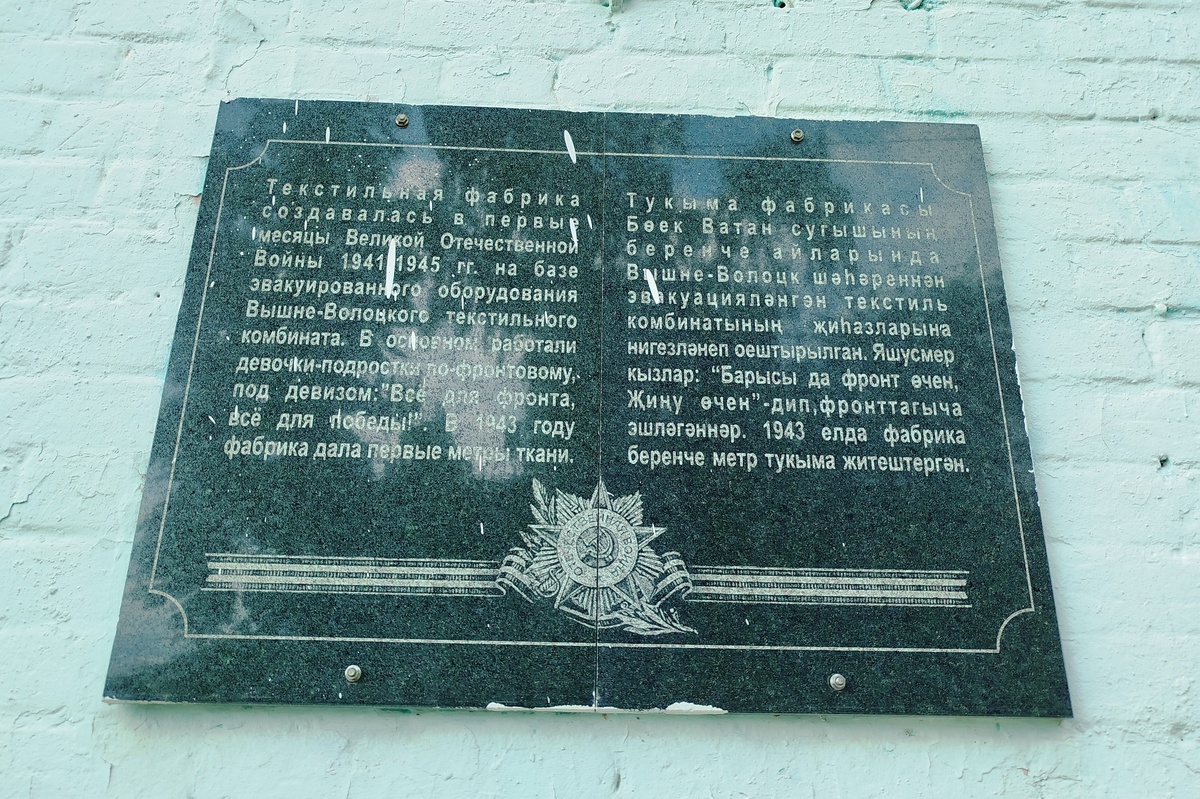 Текстильная фабрика
создавалась в первые
месяцы Великой Отечественной
Войны 1941-1945 гг. на базе
эвакуированного оборудования
Вышне-Волоцкого текстильного
комбината. В основном работали
девочки-подростки по-фронтовому,
под девизом:"Все для фронта,
всё для победы!". В 1943 году
фабрика дала первые метры ткани.
Тукыма фабрикасы
Бөек Ватан сугышының
беренче айларында
Вышне-Волоцк шәһәреннән
эвакуацияләнгән текстиль
комбинатының җиһазларына
нигезләнеп оештырылган. Яшүсмер
кызлар: "Барысы да фронт өчен,
Җиңү өчен"-дип,фронттагыча
эшләгәннәр. 1943 елда фабрика
беренче метр тукыма житештергән.